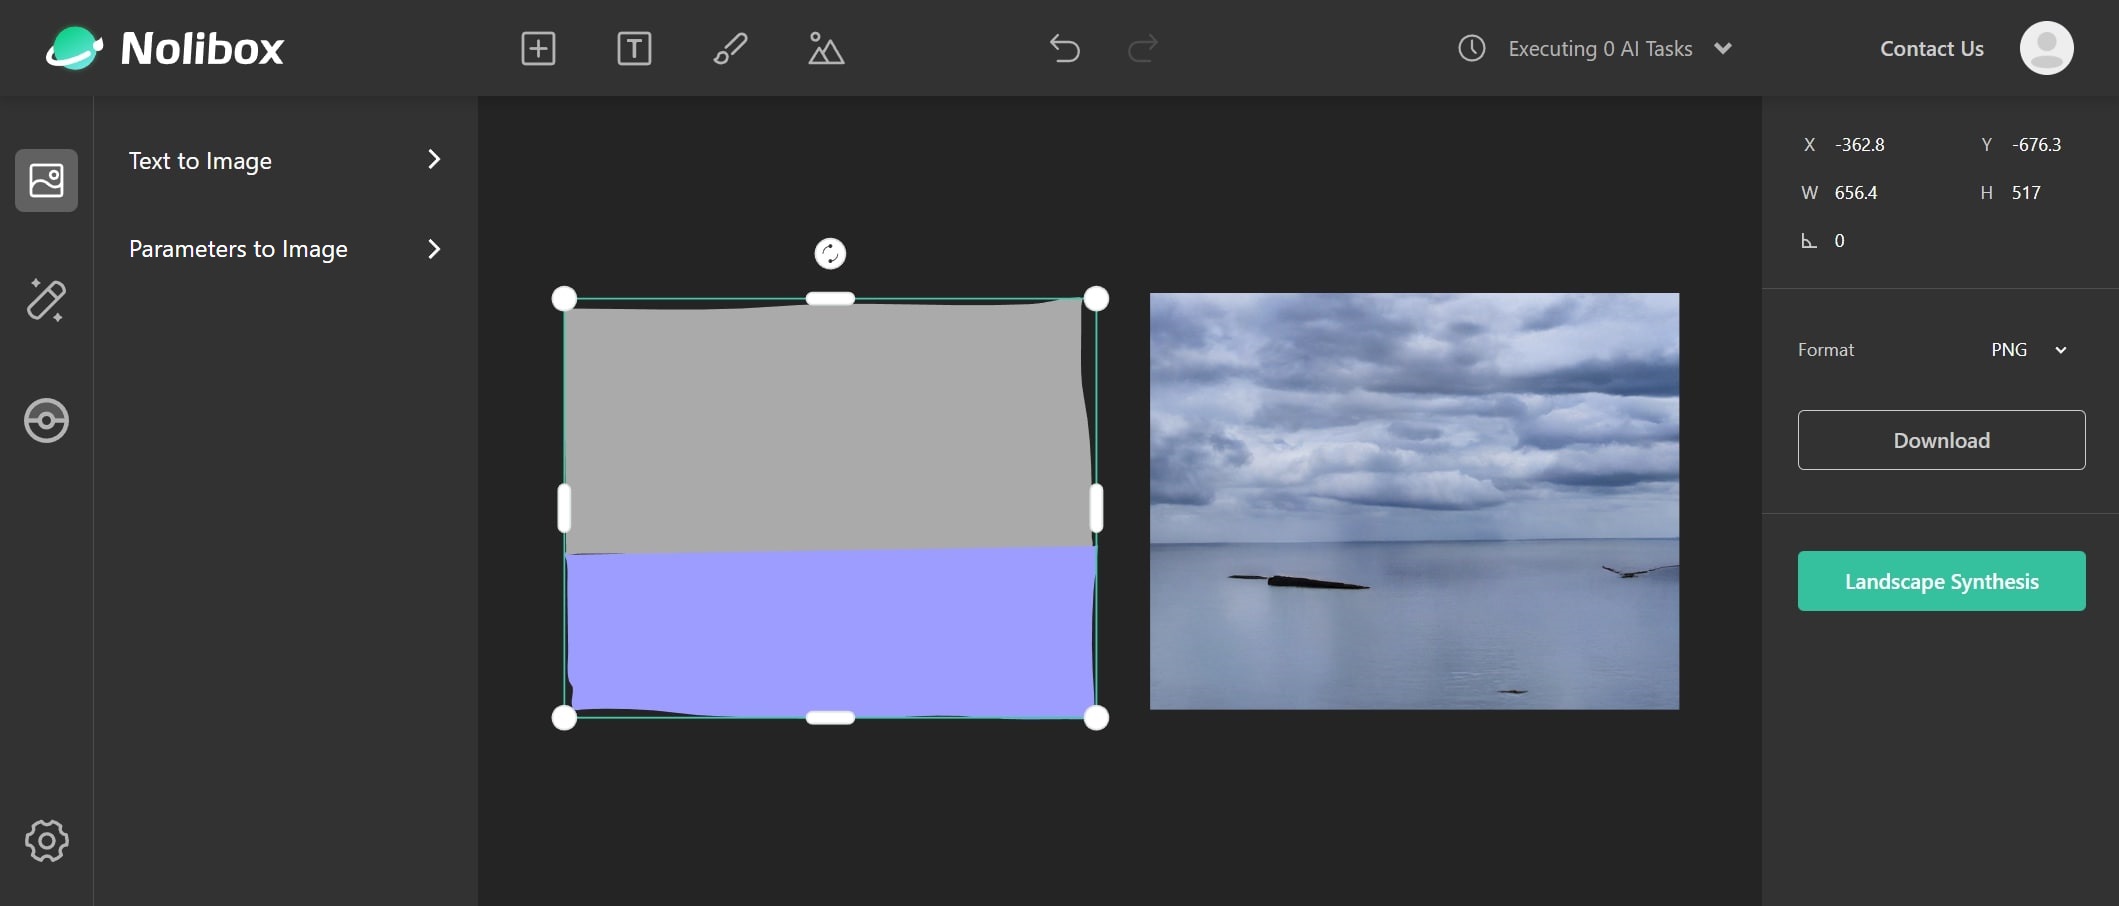 Nolibox
Executing 0 AI Tasks
Contact Us
Text to Image
Parameters to Image
X -362.8 Y -676.3
W 656.4 H 517
0
Format PNG
Download
Landscape Synthesis